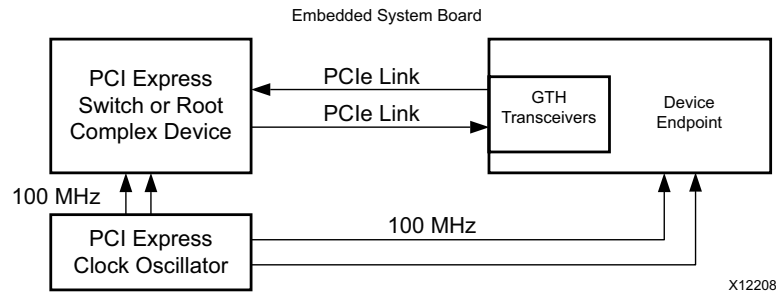 Embedded System Board
PCI Express
Switch or Root
Complex Device
PCIe Link
PCIe Link
GTH
Transceivers
Device
Endpoint
100 MHz
PCI Express
Clock Oscillator
100 MHz
X12208